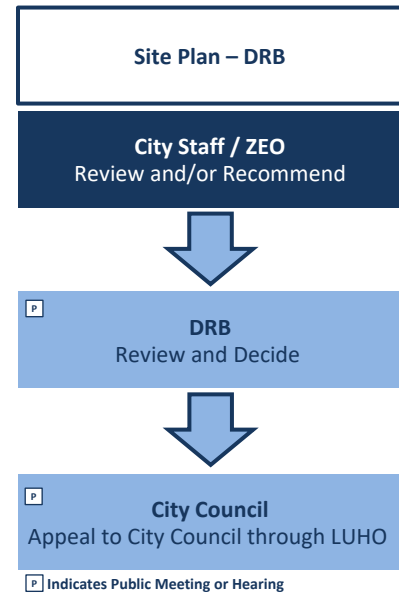 Site Plan – DRB
City Staff / ZEO
Review and/or Recommend
P
DRB
Review and Decide
P
City Council
Appeal to City Council through LUHO
P Indicates Public Meeting or Hearing